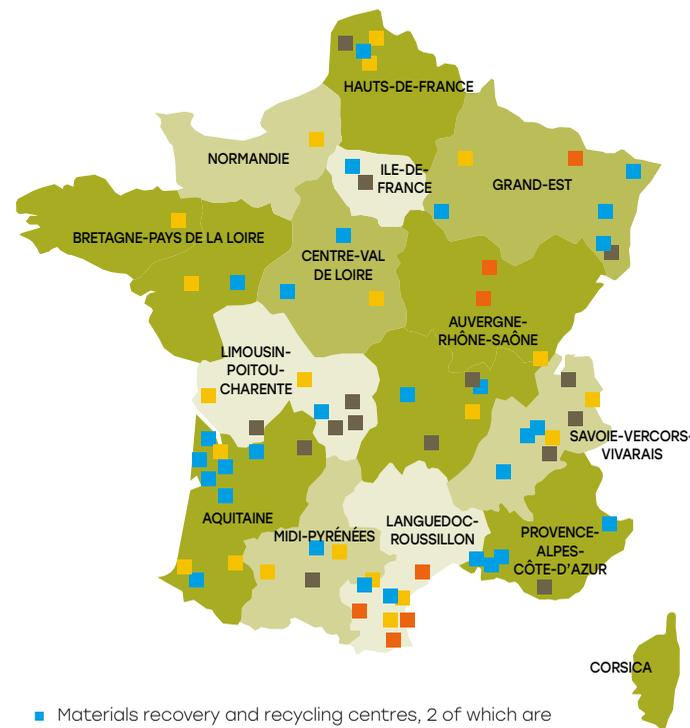 HAUTS-DE-FRANCE
NORMANDIE
ILE-DE-
FRANCE
GRAND-EST
BRETAGNE-PAYS DE LA LOIRE
CENTRE-VAL
DE LOIRE
AUVERGNE-
RHÔNE-SAÔNE
LIMOUSIN-
POITOU-
CHARENTE
SAVOIE-VERCORS-
VIVARAIS
AQUITAINE
MIDI-PYRÉNÉES
LANGUEDOC-
ROUSSILLON
PROVENCE-
ALPES-
CÔTE-D'AZUR
CORSICA
Materials recovery and recycling centres, 2 of which are